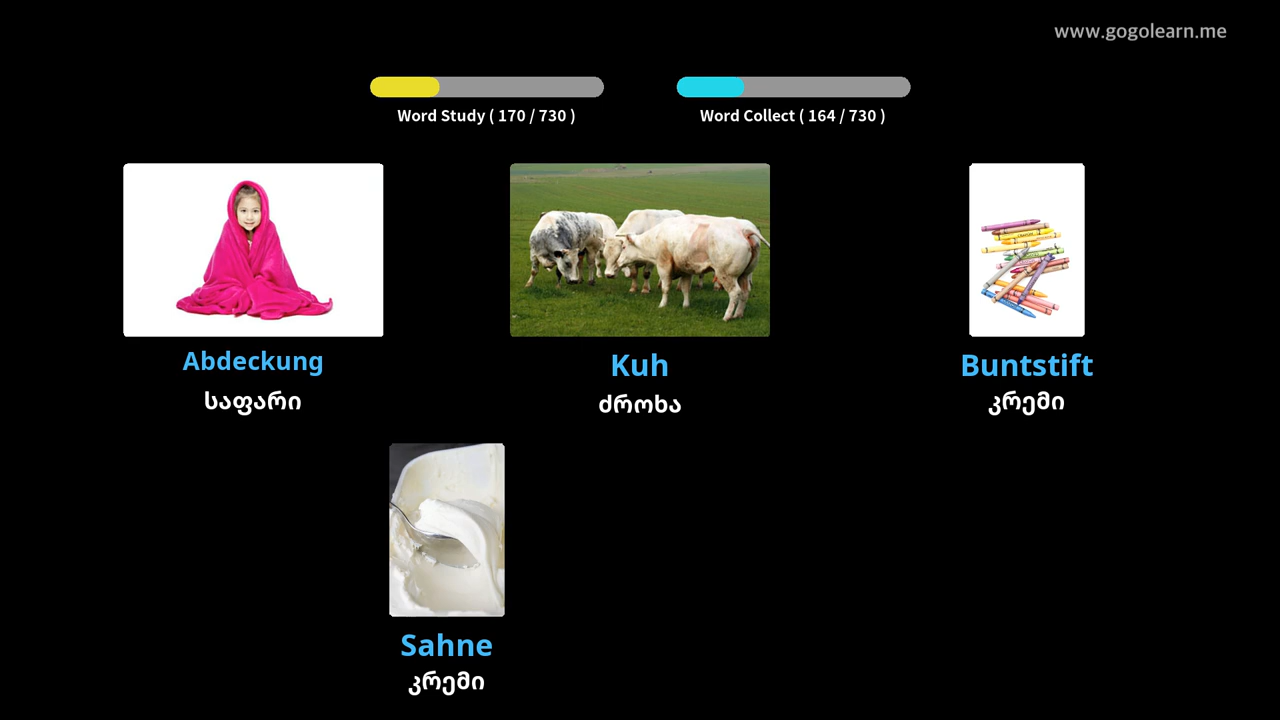 www.gogolearn.me
Word Study ( 170 / 730 )
Word Collect ( 164 / 730 )
Abdeckung
საფარი
Kuh
ძროხა
Buntstift
კრემი
Sahne
კრემი